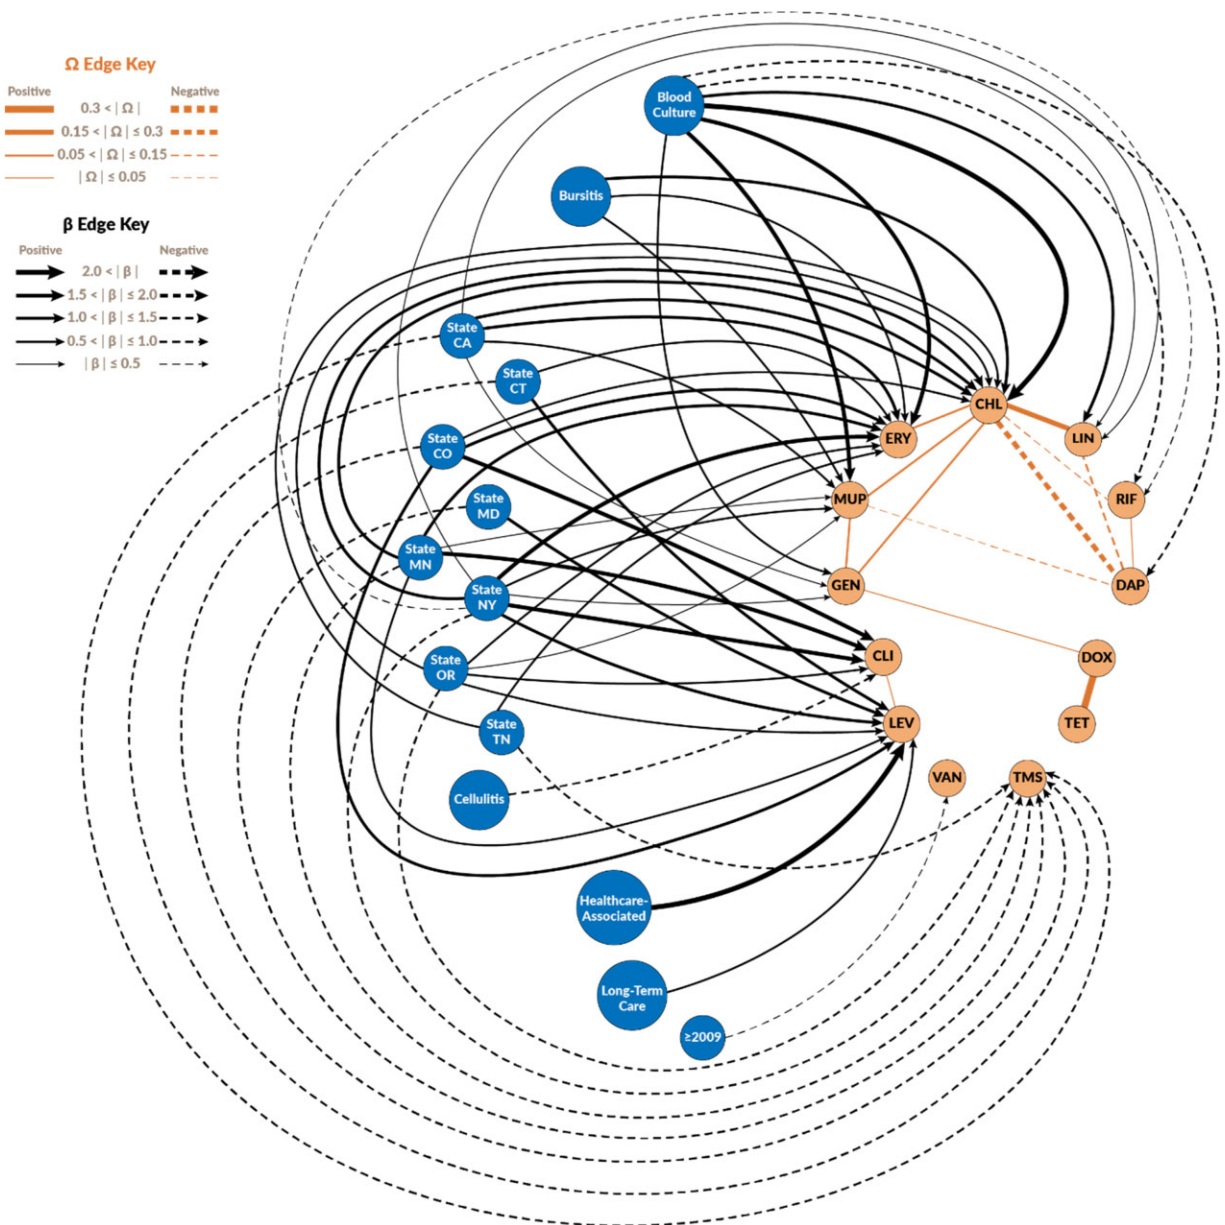 Ω Edge Key
Positive Negative
0.3 < | Ω |
0.15 < | Ω | ≤ 0.3
0.05 < | Ω | ≤ 0.15
| Ω | ≤ 0.05
β Edge Key
Positive Negative
2.0 < | β |
1.5 < | β | ≤ 2.0
1.0 < | β | ≤ 1.5
0.5 < | β | ≤ 1.0
| β | ≤ 0.5
Blood
Culture
Bursitis
State
CA
State
CT
State
CO
State
MD
State
MN
State
NY
State
OR
State
TN
Cellulitis
Healthcare-
Associated
Long-Term
Care
≥2009
CHL
ERY
LIN
MUP
RIF
GEN
DAP
CLI
DOX
LEV
TET
VAN
TMS